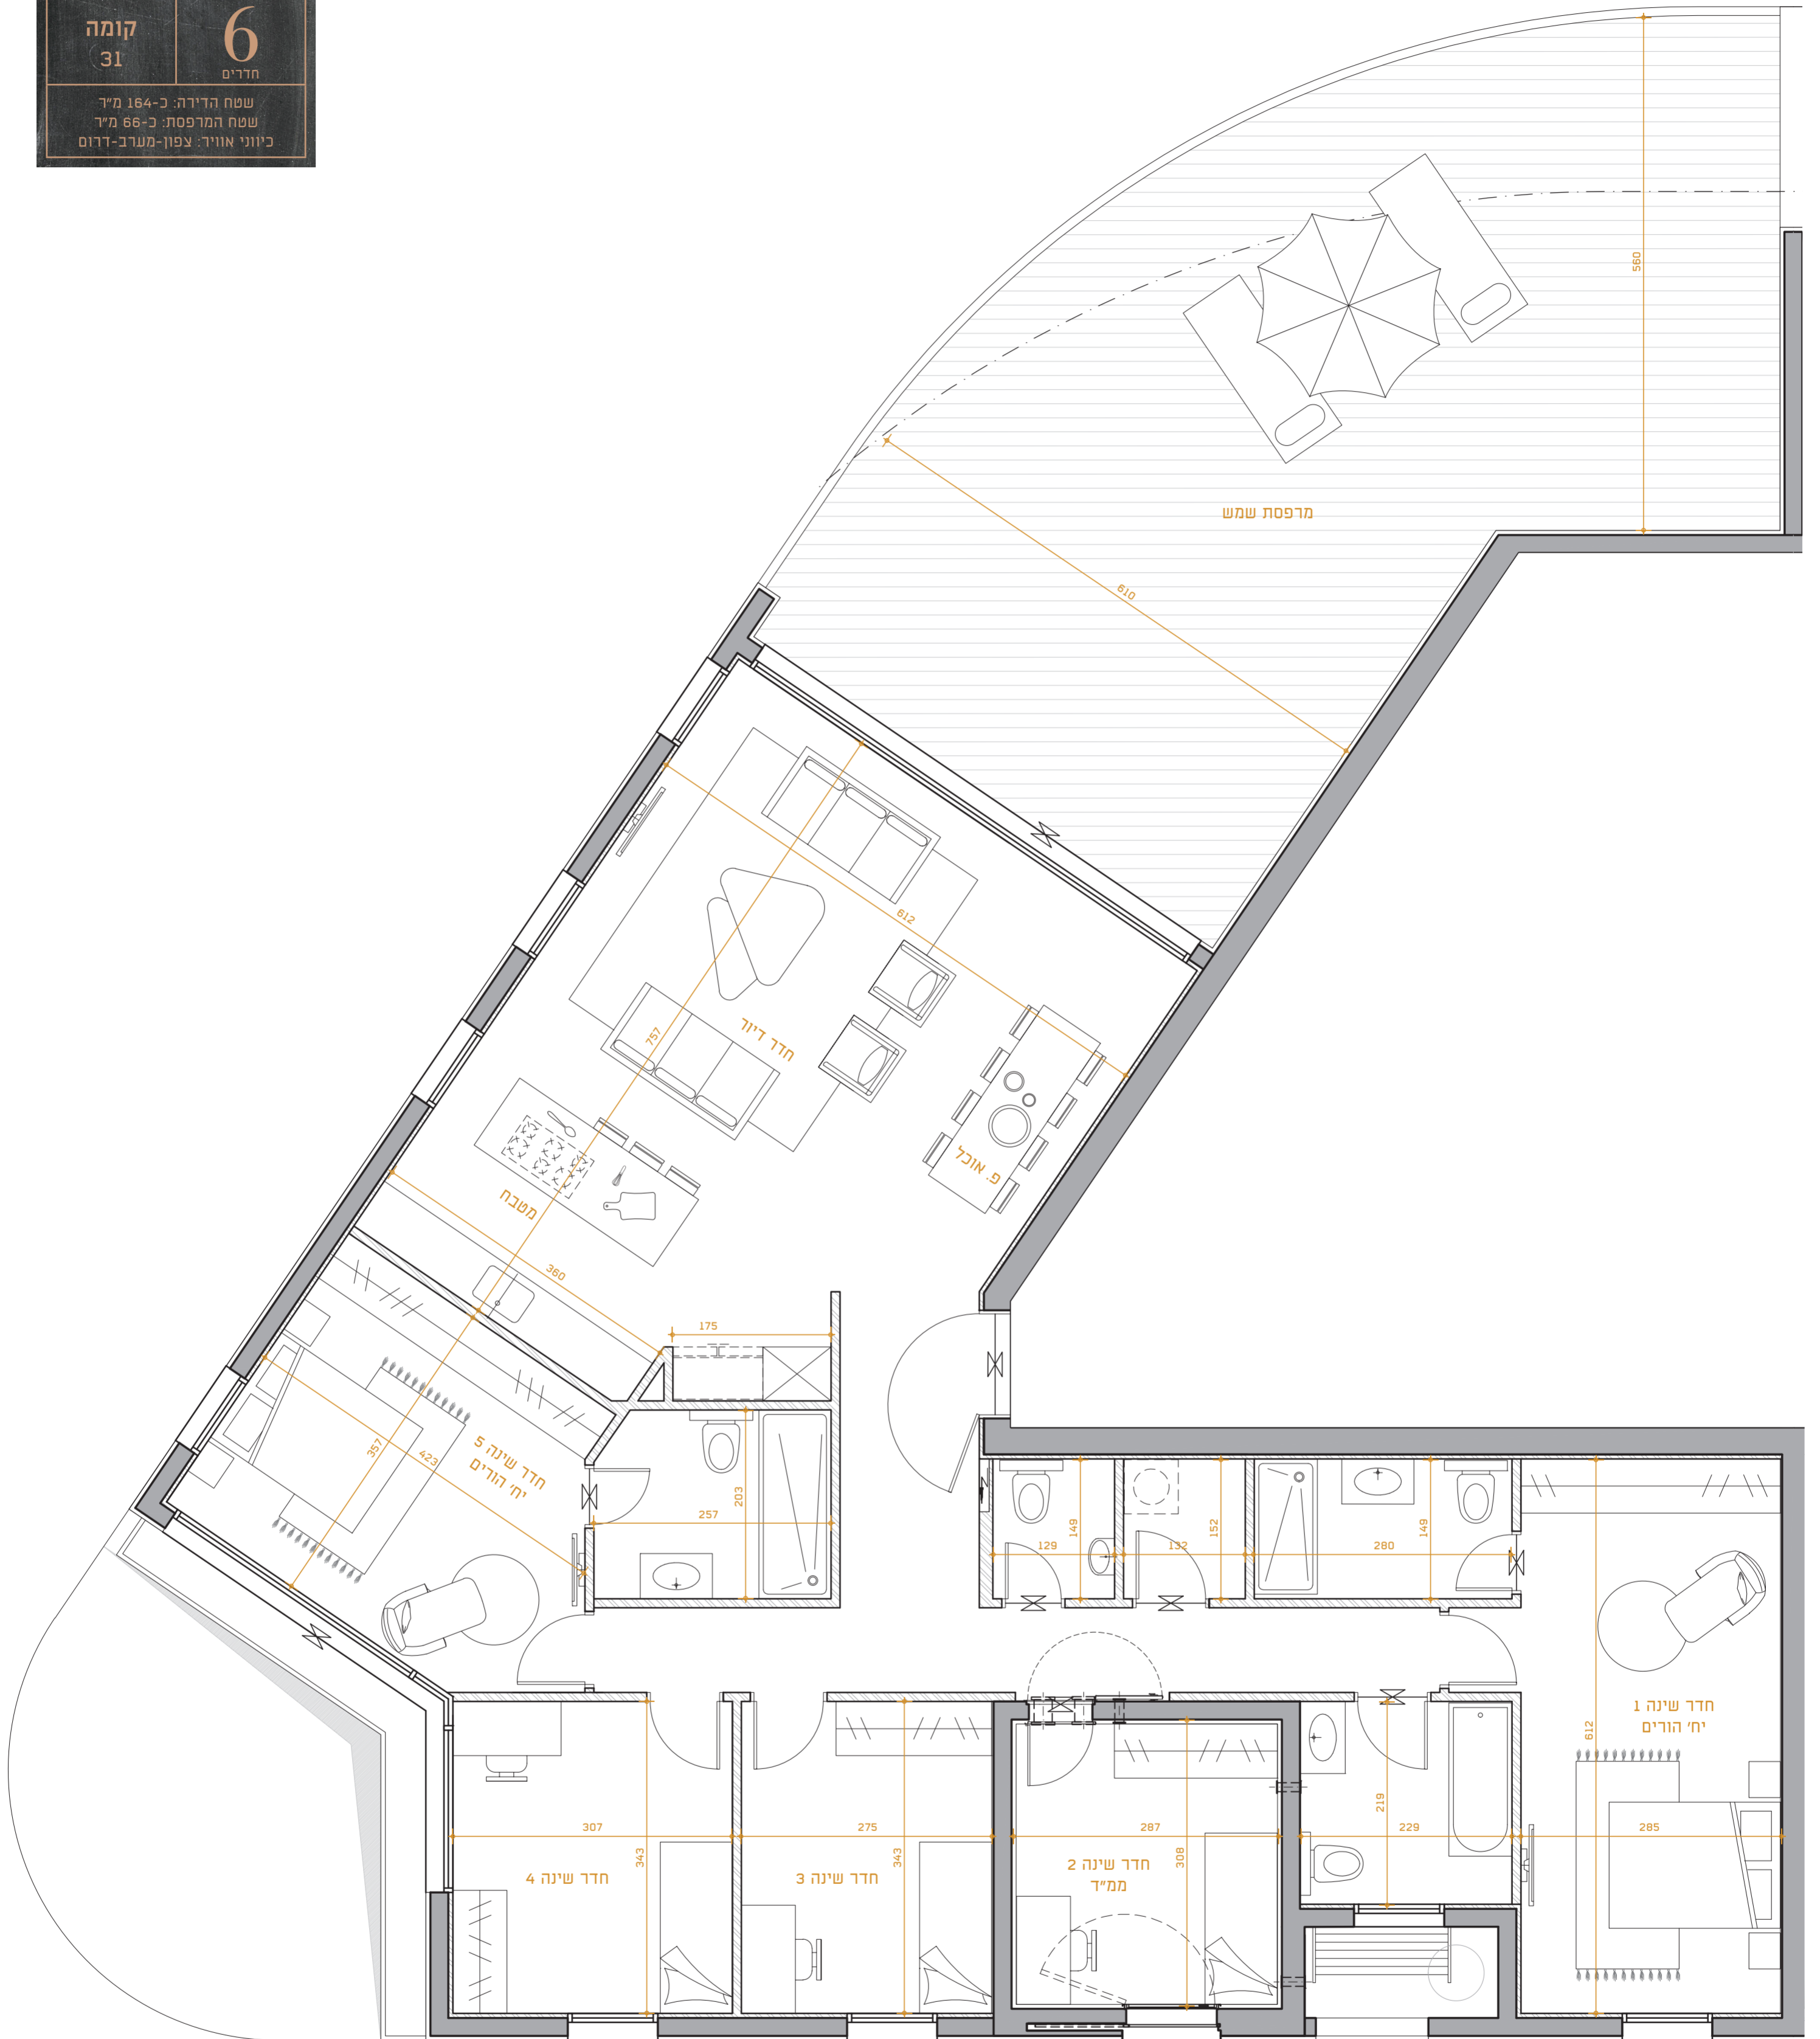 קומה
31
6
חדרים
שטח הדירה: כ-164 מ״ר
שטח המרפסת: כ-66 מ״ר
כיווני אוויר: צפון-מערב-דרום
560
מרפסת שמש
610
612
757
חדר דיור
פ. אוכל
מטבח
360
175
357
423
חדר שינה 5
יח׳ הורים
203
257
129
149
132
152
280
149
חדר שינה 1
יח׳ הורים
612
285
219
229
287
308
חדר שינה 2
ממ״ד
275
343
חדר שינה 3
307
343
חדר שינה 4